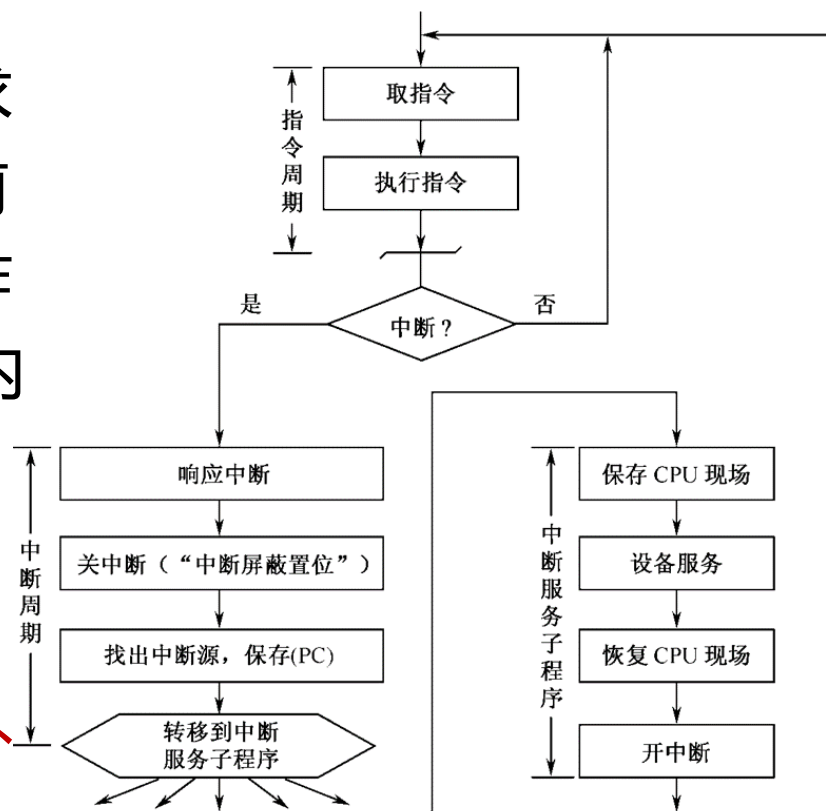 取指令
指令周期
执行指令
是
否
中断？
响应中断
关中断（“中断屏蔽置位”）
中断周期
找出中断源，保存(PC)
转移到中断
服务子程序
保存 CPU 现场
设备服务
中断服务子程序
恢复 CPU 现场
开中断